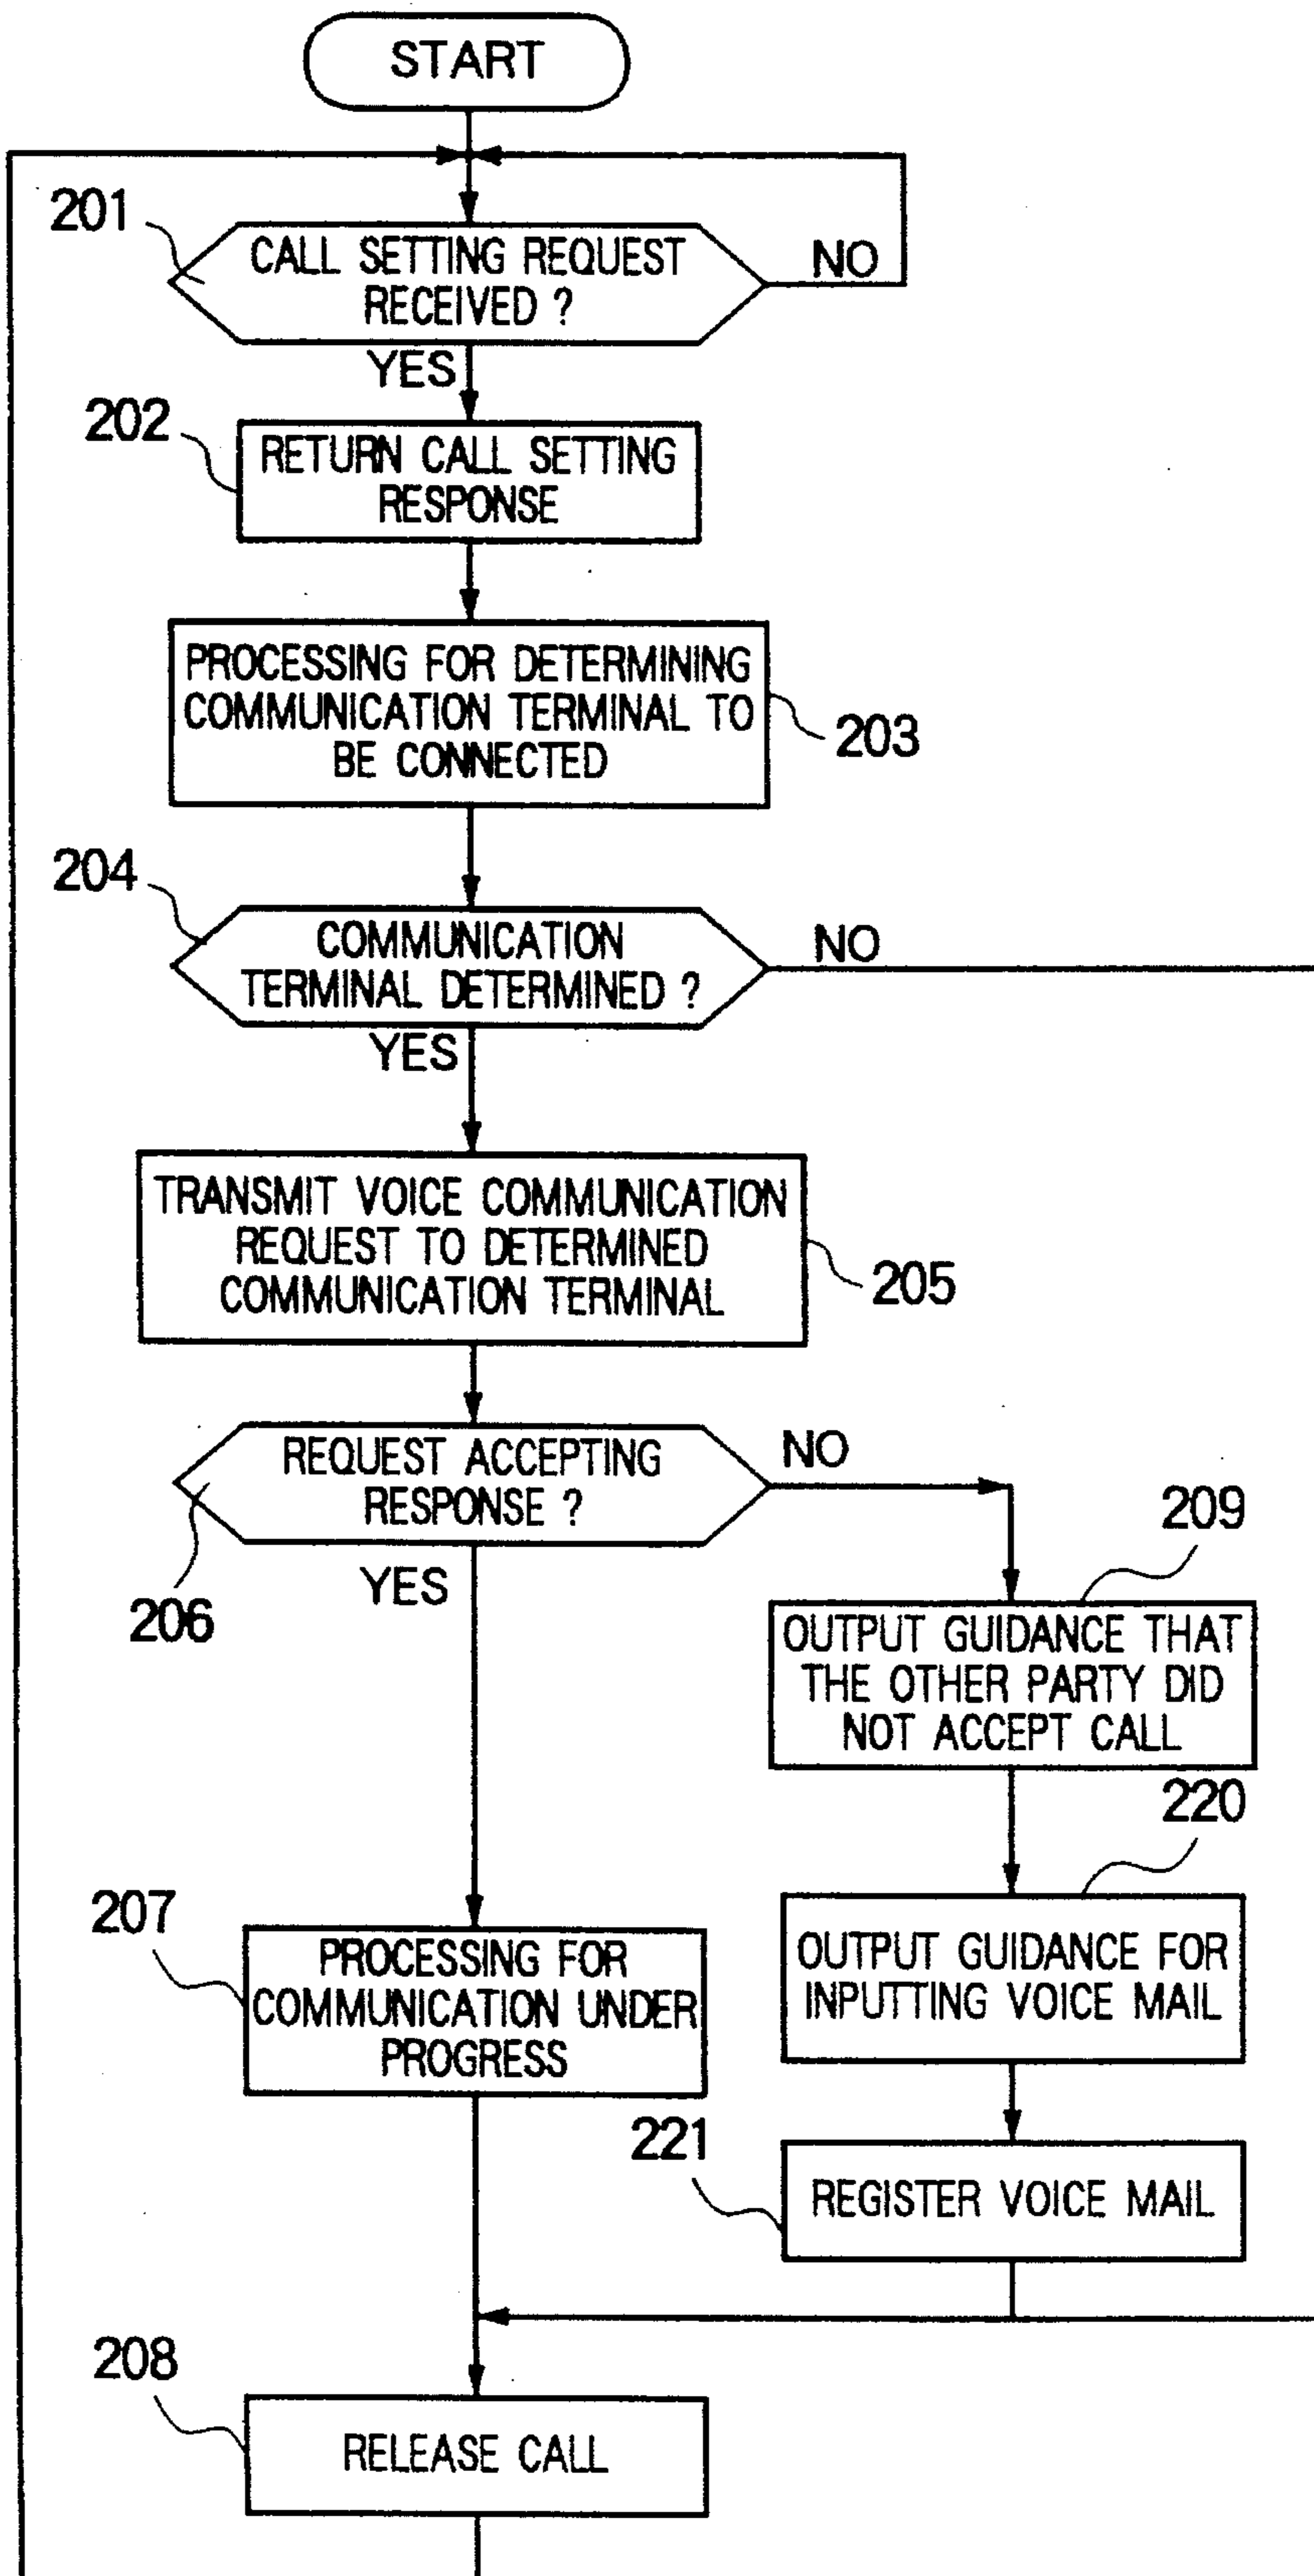 START
201
CALL SETTING REQUEST
RECEIVED ?
NO
YES
202
RETURN CALL SETTING
RESPONSE
PROCESSING FOR DETERMINING
COMMUNICATION TERMINAL TO
BE CONNECTED
203
204
COMMUNICATION
TERMINAL DETERMINED ?
NO
YES
TRANSMIT VOICE COMMUNICATION
REQUEST TO DETERMINED
COMMUNICATION TERMINAL
205
REQUEST ACCEPTING
RESPONSE ?
NO
206
YES
209
OUTPUT GUIDANCE THAT
THE OTHER PARTY DID
NOT ACCEPT CALL
220
OUTPUT GUIDANCE FOR
INPUTTING VOICE MAIL
207
PROCESSING FOR
COMMUNICATION UNDER
PROGRESS
221
REGISTER VOICE MAIL
208
RELEASE CALL